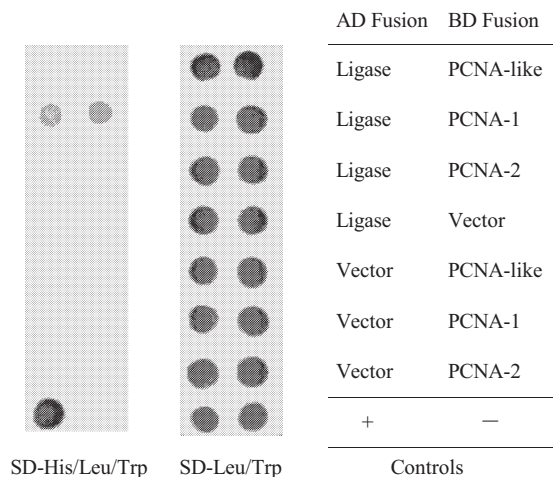 AD Fusion BD Fusion
Ligase PCNA-like
Ligase PCNA-1
Ligase PCNA-2
Ligase Vector
Vector PCNA-like
Vector PCNA-1
Vector PCNA-2
+ —
SD-His/Leu/Trp SD-Leu/Trp Controls